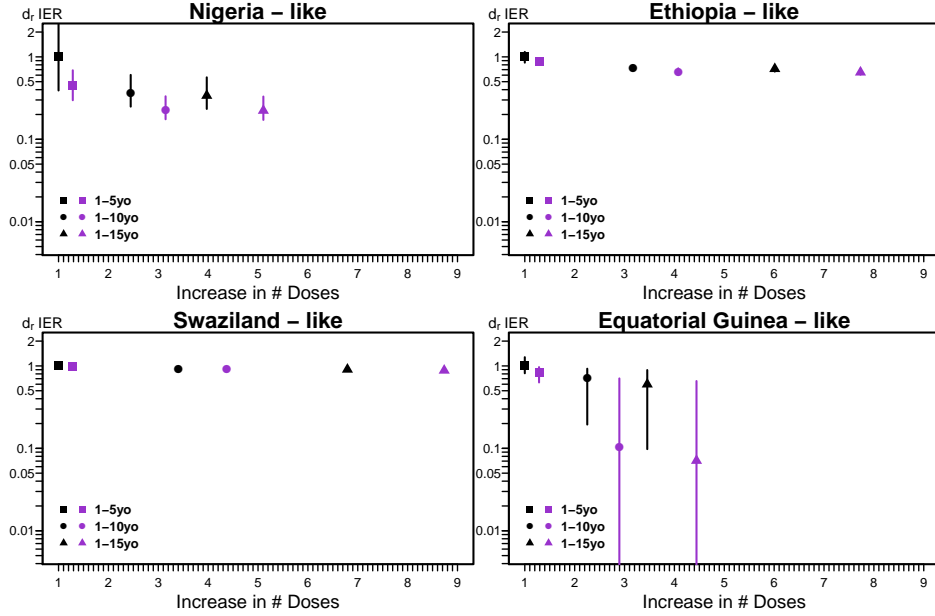 Nigeria – like
dᵣ IER
2
1
0.5
0.1
0.05
0.01
1–5yo
1–10yo
1–15yo
1 2 3 4 5 6 7 8 9
Increase in # Doses
Ethiopia – like
dᵣ IER
2
1
0.5
0.1
0.05
0.01
1–5yo
1–10yo
1–15yo
1 2 3 4 5 6 7 8 9
Increase in # Doses
Swaziland – like
dᵣ IER
2
1
0.5
0.1
0.05
0.01
1–5yo
1–10yo
1–15yo
1 2 3 4 5 6 7 8 9
Increase in # Doses
Equatorial Guinea – like
dᵣ IER
2
1
0.5
0.1
0.05
0.01
1–5yo
1–10yo
1–15yo
1 2 3 4 5 6 7 8 9
Increase in # Doses